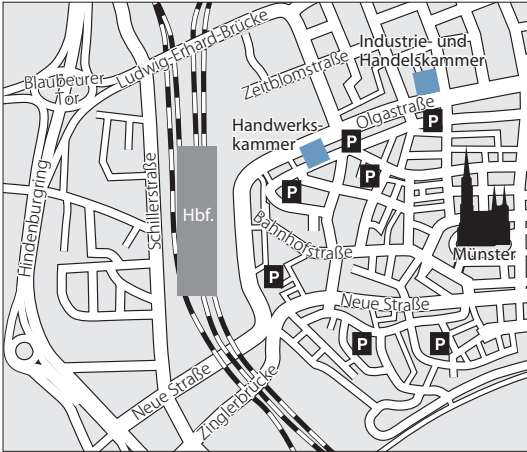 Industrie- und
Handelskammer
Ludwig-Erhard-Brücke
Zeitblomstraße
Blaubeurer
Tor
Olgastraße
Handwerks-
kammer
P
P
P
P
Hindenburgring
Schillerstraße
Hbf.
Bahnhofstraße
Münster
P
Neue Straße
P
P
Neue Straße
Zinglerbrücke